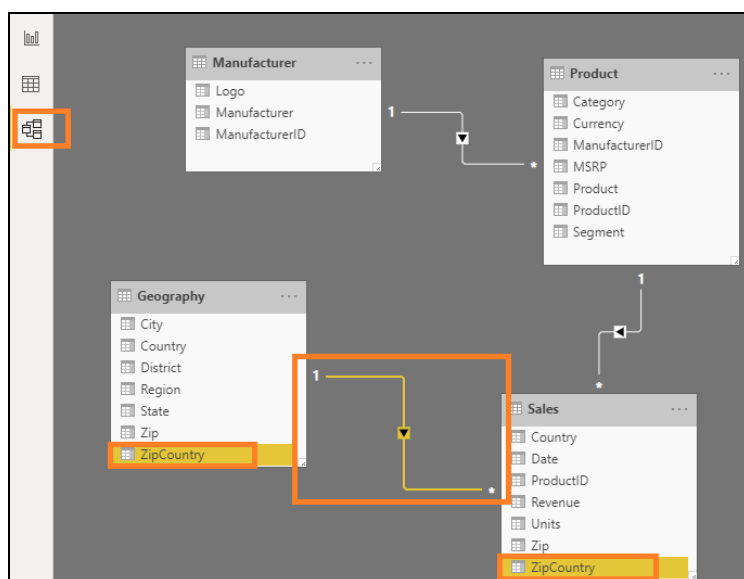 Manufacturer ...
Logo
Manufacturer
ManufacturerID
1
*
Product ...
Category
Currency
ManufacturerID
MSRP
Product
ProductID
Segment
1
*
Geography ...
City
Country
District
Region
State
Zip
ZipCountry
1
*
Sales ...
Country
Date
ProductID
Revenue
Units
Zip
ZipCountry